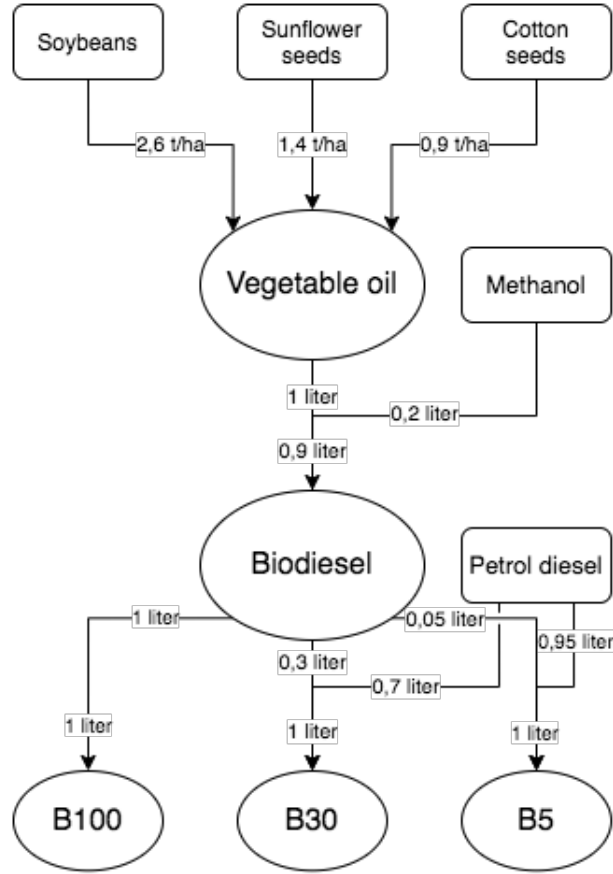 Soybeans
Sunflower
seeds
Cotton
seeds
2,6 t/ha
1,4 t/ha
0,9 t/ha
Vegetable oil
Methanol
1 liter
0,2 liter
0,9 liter
Biodiesel
Petrol diesel
1 liter
0,05 liter
0,95 liter
0,3 liter
0,7 liter
1 liter
1 liter
1 liter
B100
B30
B5